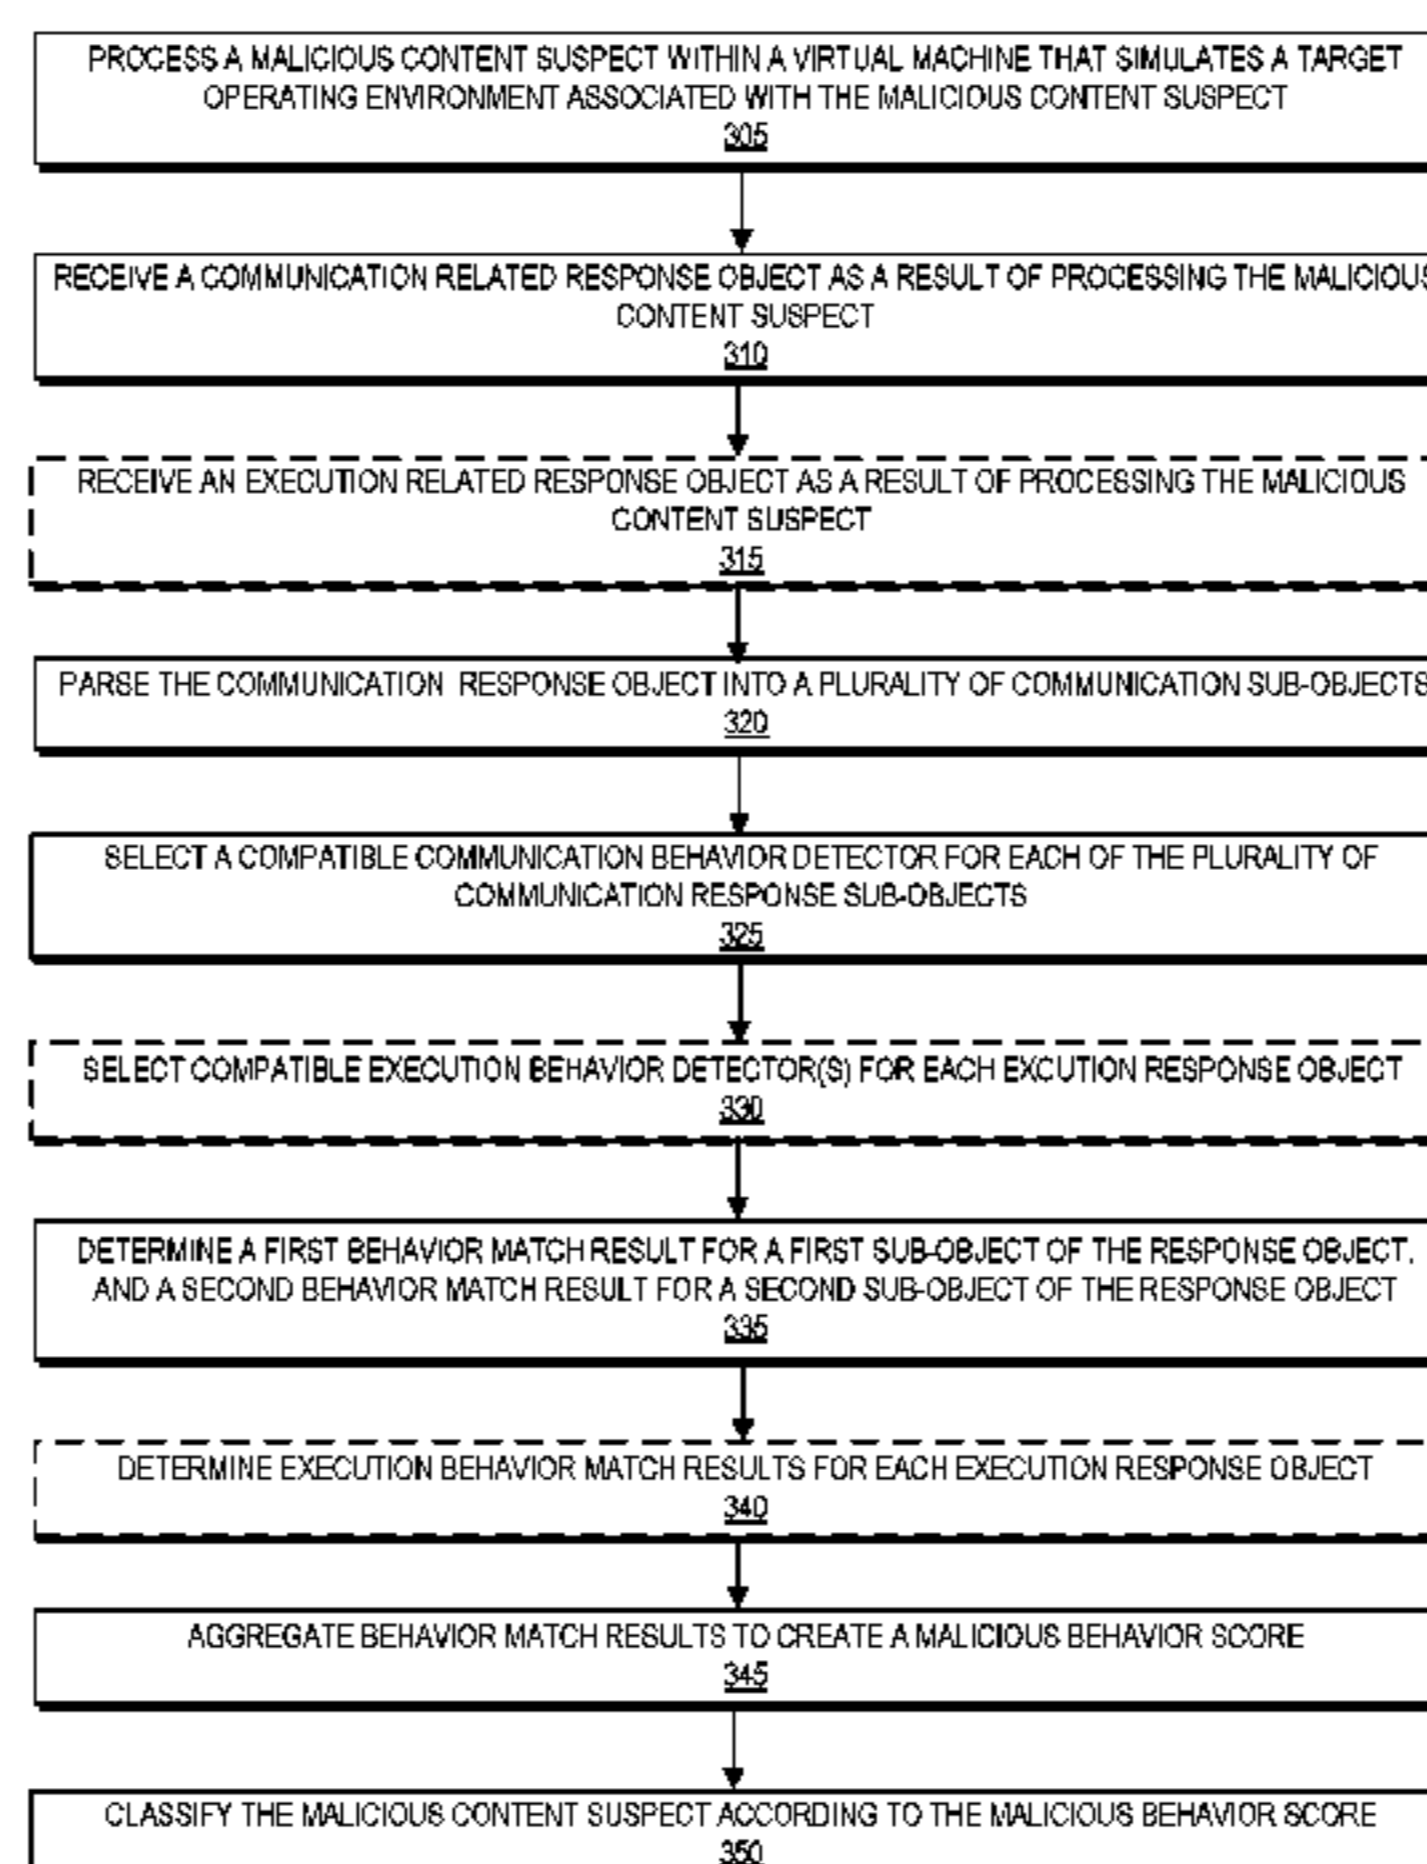 PROCESS A MALICIOUS CONTENT SUSPECT WITHIN A VIRTUAL MACHINE THAT SIMULATES A TARGET
OPERATING ENVIRONMENT ASSOCIATED WITH THE MALICIOUS CONTENT SUSPECT
305
RECEIVE A COMMUNICATION RELATED RESPONSE OBJECT AS A RESULT OF PROCESSING THE MALICIOUS
CONTENT SUSPECT
310
RECEIVE AN EXECUTION RELATED RESPONSE OBJECT AS A RESULT OF PROCESSING THE MALICIOUS
CONTENT SUSPECT
315
PARSE THE COMMUNICATION RESPONSE OBJECT INTO A PLURALITY OF COMMUNICATION SUB-OBJECTS
320
SELECT A COMPATIBLE COMMUNICATION BEHAVIOR DETECTOR FOR EACH OF THE PLURALITY OF
COMMUNICATION RESPONSE SUB-OBJECTS
325
SELECT COMPATIBLE EXECUTION BEHAVIOR DETECTOR(S) FOR EACH EXCUTION RESPONSE OBJECT
330
DETERMINE A FIRST BEHAVIOR MATCH RESULT FOR A FIRST SUB-OBJECT OF THE RESPONSE OBJECT.
AND A SECOND BEHAVIOR MATCH RESULT FOR A SECOND SUB-OBJECT OF THE RESPONSE OBJECT
335
DETERMINE EXECUTION BEHAVIOR MATCH RESULTS FOR EACH EXECUTION RESPONSE OBJECT
340
AGGREGATE BEHAVIOR MATCH RESULTS TO CREATE A MALICIOUS BEHAVIOR SCORE
345
CLASSIFY THE MALICIOUS CONTENT SUSPECT ACCORDING TO THE MALICIOUS BEHAVIOR SCORE
350